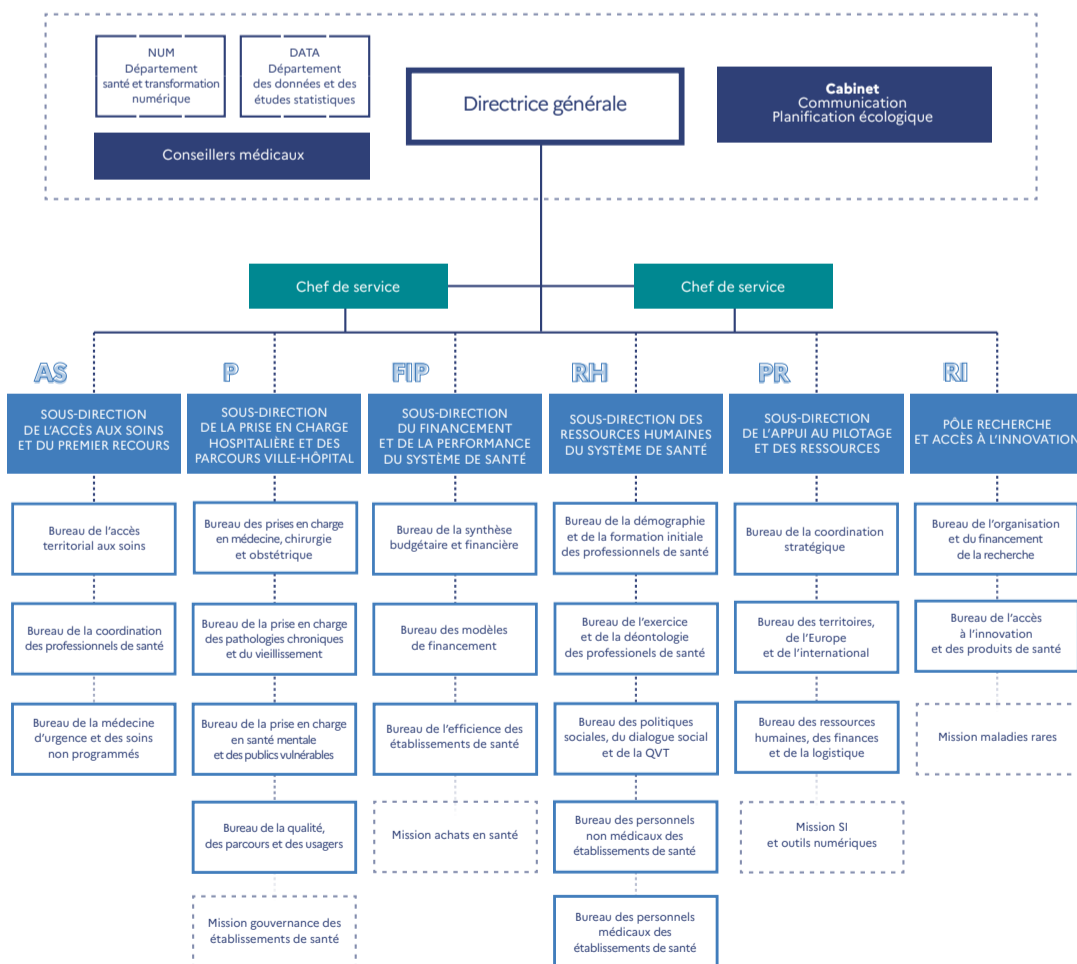 NUM
Département
santé et transformation
numérique
DATA
Département
des données et des
études statistiques
Conseillers médicaux
Directrice générale
Cabinet
Communication
Planification écologique
Chef de service
Chef de service
AS
SOUS-DIRECTION
DE L'ACCÈS AUX SOINS
ET DU PREMIER RECOURS
Bureau de l'accès
territorial aux soins
Bureau de la coordination
des professionnels de santé
Bureau de la médecine
d'urgence et des soins
non programmés
P
SOUS-DIRECTION
DE LA PRISE EN CHARGE
HOSPITALIÈRE ET DES
PARCOURS VILLE-HÔPITAL
Bureau des prises en charge
en médecine, chirurgie
et obstétrique
Bureau de la prise en charge
des pathologies chroniques
et du vieillissement
Bureau de la prise en charge
en santé mentale
et des publics vulnérables
Bureau de la qualité,
des parcours et des usagers
Mission gouvernance des
établissements de santé
FIP
SOUS-DIRECTION
DU FINANCEMENT
ET DE LA PERFORMANCE
DU SYSTÈME DE SANTÉ
Bureau de la synthèse
budgétaire et financière
Bureau des modèles
de financement
Bureau de l'efficience des
établissements de santé
Mission achats en santé
RH
SOUS-DIRECTION DES
RESSOURCES HUMAINES
DU SYSTÈME DE SANTÉ
Bureau de la démographie
et de la formation initiale
des professionnels de santé
Bureau de l'exercice
et de la déontologie
des professionels de santé
Bureau des politiques
sociales, du dialogue social
et de la QVT
Bureau des personnels
non médicaux des
établissements de santé
Bureau des personnels
médicaux des
établissements de santé
PR
SOUS-DIRECTION
DE L'APPUI AU PILOTAGE
ET DES RESSOURCES
Bureau de la coordination
stratégique
Bureau des territoires,
de l'Europe
et de l'international
Bureau des ressources
humaines, des finances
et de la logistique
Mission SI
et outils numériques
RI
PÔLE RECHERCHE
ET ACCÈS À L'INNOVATION
Bureau de l'organisation
et du financement
de la recherche
Bureau de l'accès
à l'innovation
et des produits de santé
Mission maladies rares